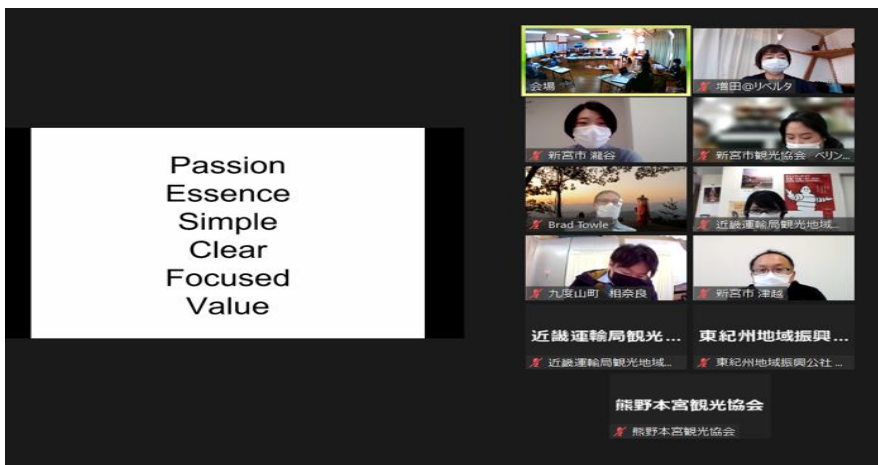 Passion
Essence
Simple
Clear
Focused
Value
会場
増田@リベルタ
新宮市 瀧谷
新宮市観光協会 ベリン...
Brad Towle
近畿運輸局観光地域...
九度山町 相奈良
新宮市 津越
近畿運輸局観光...
近畿運輸局観光地域...
東紀州地域振興...
東紀州地域振興公社 ...
熊野本宮観光協会
熊野本宮観光協会